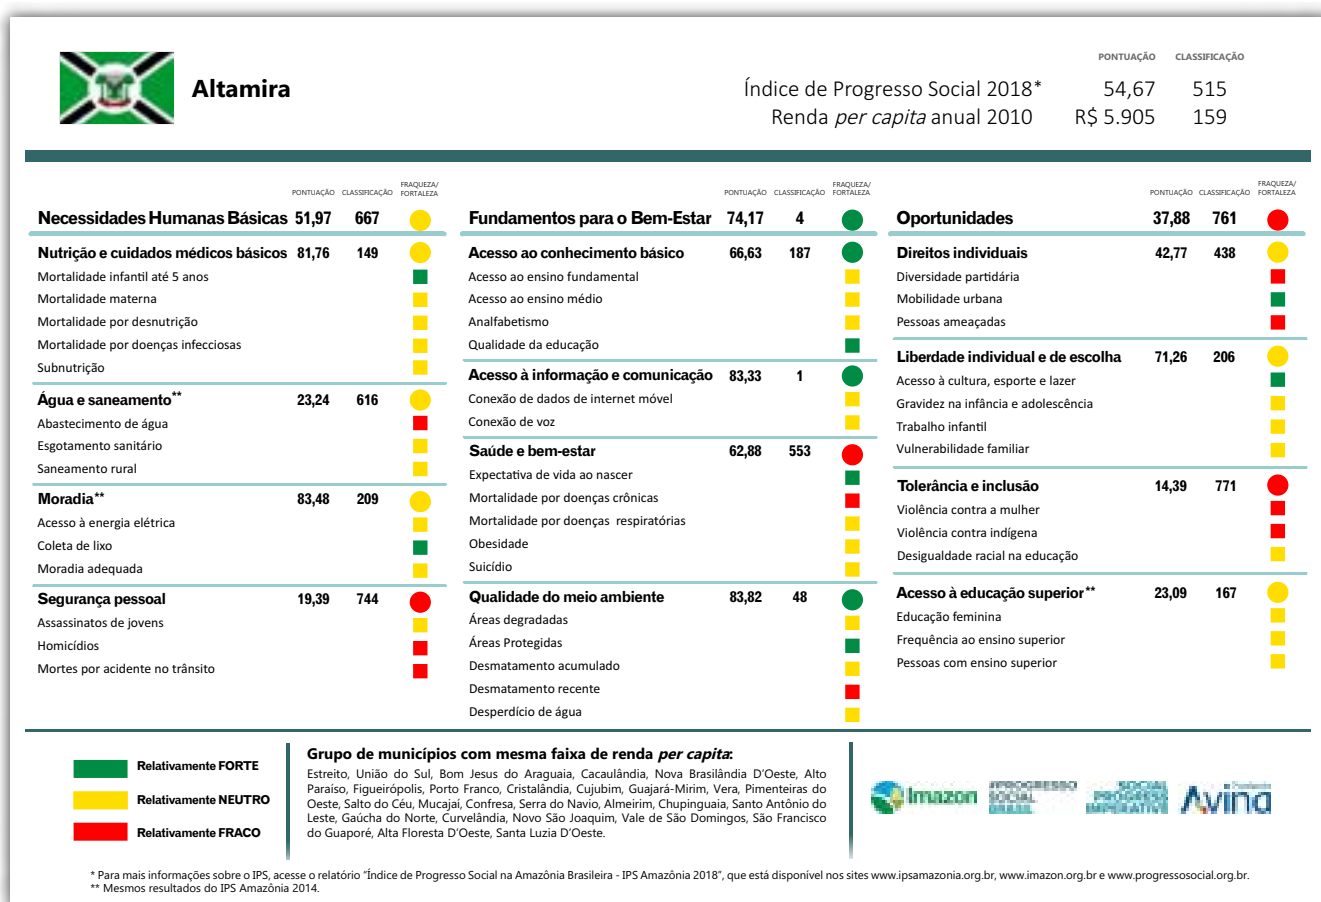 Altamira
PONTUAÇÃO CLASSIFICAÇÃO
Índice de Progresso Social 2018* 54,67 515
Renda per capita anual 2010 R$ 5.905 159
PONTUAÇÃO CLASSIFICAÇÃO FRAQUEZA/
FORTALEZA
Necessidades Humanas Básicas 51,97 667
Nutrição e cuidados médicos básicos 81,76 149
Mortalidade infantil até 5 anos
Mortalidade materna
Mortalidade por desnutrição
Mortalidade por doenças infecciosas
Subnutrição
Água e saneamento** 23,24 616
Abastecimento de água
Esgotamento sanitário
Saneamento rural
Moradia** 83,48 209
Acesso à energia elétrica
Coleta de lixo
Moradia adequada
Segurança pessoal 19,39 744
Assassinatos de jovens
Homicídios
Mortes por acidente no trânsito
PONTUAÇÃO CLASSIFICAÇÃO FRAQUEZA/
FORTALEZA
Fundamentos para o Bem-Estar 74,17 4
Acesso ao conhecimento básico 66,63 187
Acesso ao ensino fundamental
Acesso ao ensino médio
Analfabetismo
Qualidade da educação
Acesso à informação e comunicação 83,33 1
Conexão de dados de internet móvel
Conexão de voz
Saúde e bem-estar 62,88 553
Expectativa de vida ao nascer
Mortalidade por doenças crônicas
Mortalidade por doenças respiratórias
Obesidade
Suicídio
Qualidade do meio ambiente 83,82 48
Áreas degradadas
Áreas Protegidas
Desmatamento acumulado
Desmatamento recente
Desperdício de água
PONTUAÇÃO CLASSIFICAÇÃO FRAQUEZA/
FORTALEZA
Oportunidades 37,88 761
Direitos individuais 42,77 438
Diversidade partidária
Mobilidade urbana
Pessoas ameaçadas
Liberdade individual e de escolha 71,26 206
Acesso à cultura, esporte e lazer
Gravidez na infância e adolescência
Trabalho infantil
Vulnerabilidade familiar
Tolerância e inclusão 14,39 771
Violência contra a mulher
Violência contra indígena
Desigualdade racial na educação
Acesso à educação superior** 23,09 167
Educação feminina
Frequência ao ensino superior
Pessoas com ensino superior
Relativamente FORTE
Relativamente NEUTRO
Relativamente FRACO
Grupo de municípios com mesma faixa de renda per capita:
Estreito, União do Sul, Bom Jesus do Araguaia, Cacaulândia, Nova Brasilândia D'Oeste, Alto
Paraíso, Figueirópolis, Porto Franco, Cristalândia, Cujubim, Guajará-Mirim, Vera, Pimenteiras do
Oeste, Salto do Céu, Mucajaí, Confresa, Serra do Navio, Almeirim, Chupinguaia, Santo Antônio do
Leste, Gaúcha do Norte, Curvelândia, Novo São Joaquim, Vale de São Domingos, São Francisco
do Guaporé, Alta Floresta D'Oeste, Santa Luzia D'Oeste.
Imazon
#PROGRESSO
SOCIAL
BRASIL
SOCIAL
PROGRESS
IMPERATIVE
Avina
* Para mais informações sobre o IPS, acesse o relatório "Índice de Progresso Social na Amazônia Brasileira - IPS Amazônia 2018", que está disponível nos sites www.ipsamazonia.org.br, www.imazon.org.br e www.progressosocial.org.br.
** Mesmos resultados do IPS Amazônia 2014.